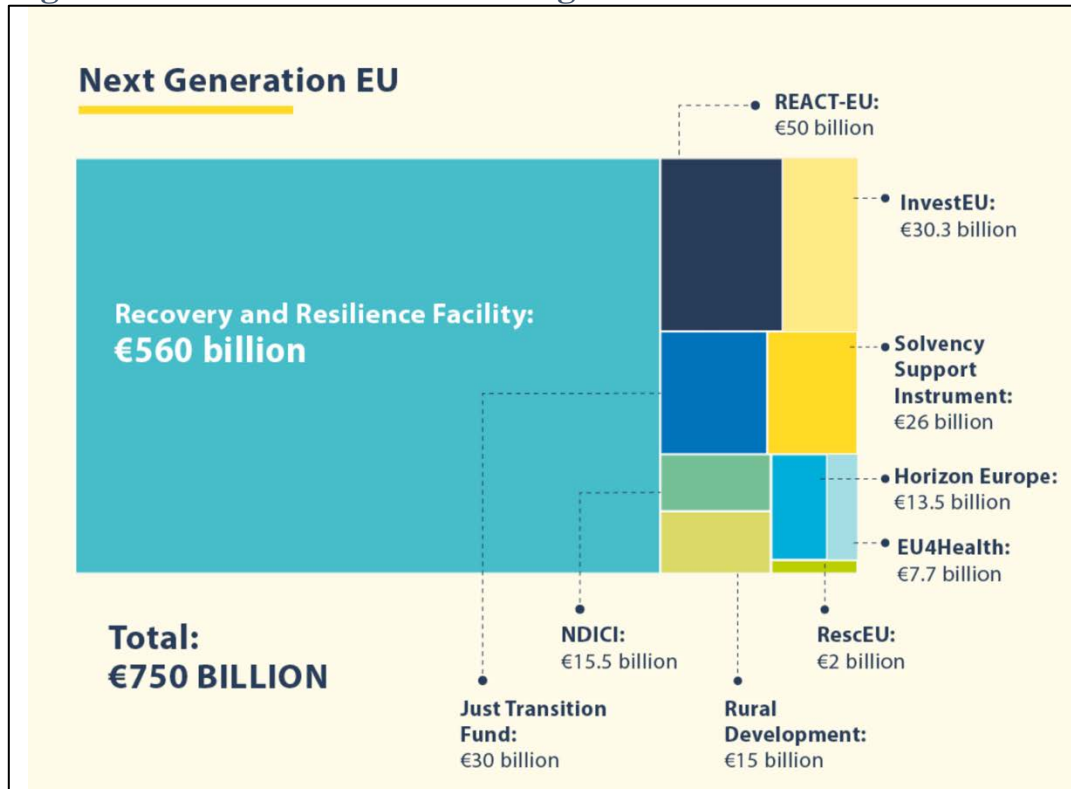 Next Generation EU
REACT-EU:
€50 billion
InvestEU:
€30.3 billion
Recovery and Resilience Facility:
€560 billion
Solvency
Support
Instrument:
€26 billion
Horizon Europe:
€13.5 billion
EU4Health:
€7.7 billion
Total:
€750 BILLION
NDICI:
€15.5 billion
RescEU:
€2 billion
Just Transition
Fund:
€30 billion
Rural
Development:
€15 billion